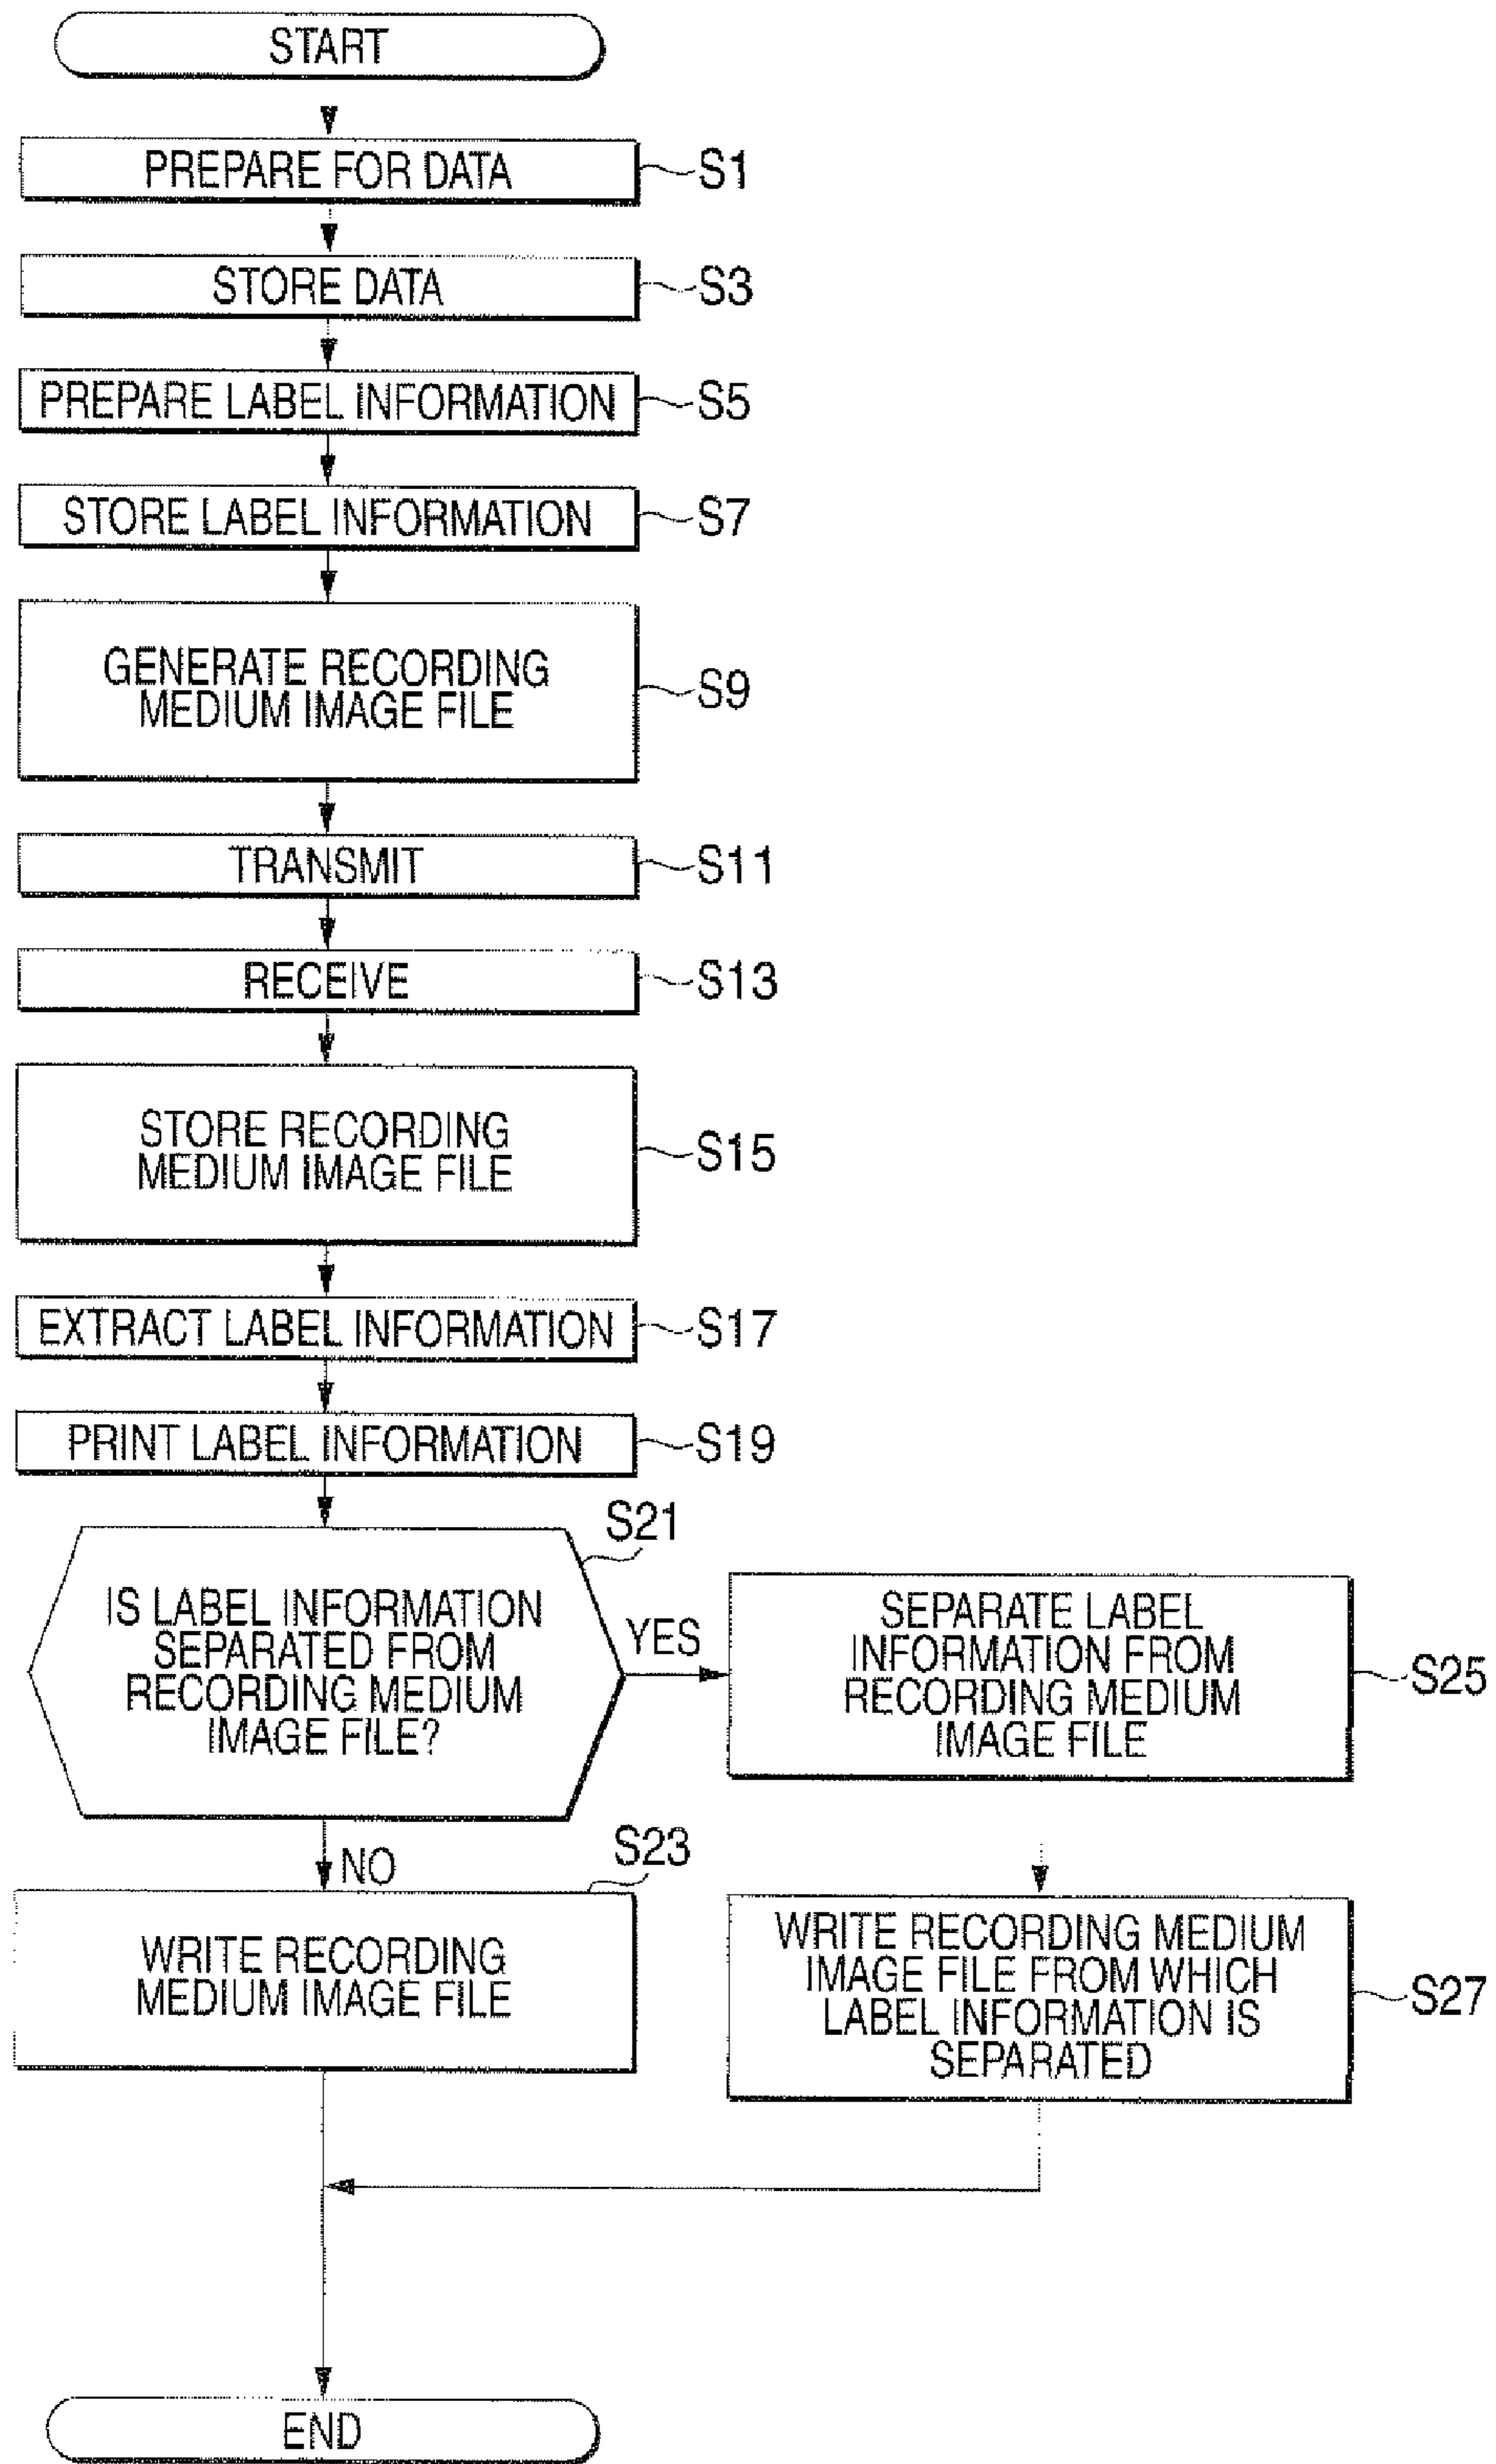 START
PREPARE FOR DATA
S1
STORE DATA
S3
PREPARE LABEL INFORMATION
S5
STORE LABEL INFORMATION
S7
GENERATE RECORDING
MEDIUM IMAGE FILE
S9
TRANSMIT
S11
RECEIVE
S13
STORE RECORDING
MEDIUM IMAGE FILE
S15
EXTRACT LABEL INFORMATION
S17
PRINT LABEL INFORMATION
S19
S21
IS LABEL INFORMATION
SEPARATED FROM
RECORDING MEDIUM
IMAGE FILE?
YES
SEPARATE LABEL
INFORMATION FROM
RECORDING MEDIUM
IMAGE FILE
S25
NO
S23
WRITE RECORDING
MEDIUM IMAGE FILE
WRITE RECORDING MEDIUM
IMAGE FILE FROM WHICH
LABEL INFORMATION IS
SEPARATED
S27
END